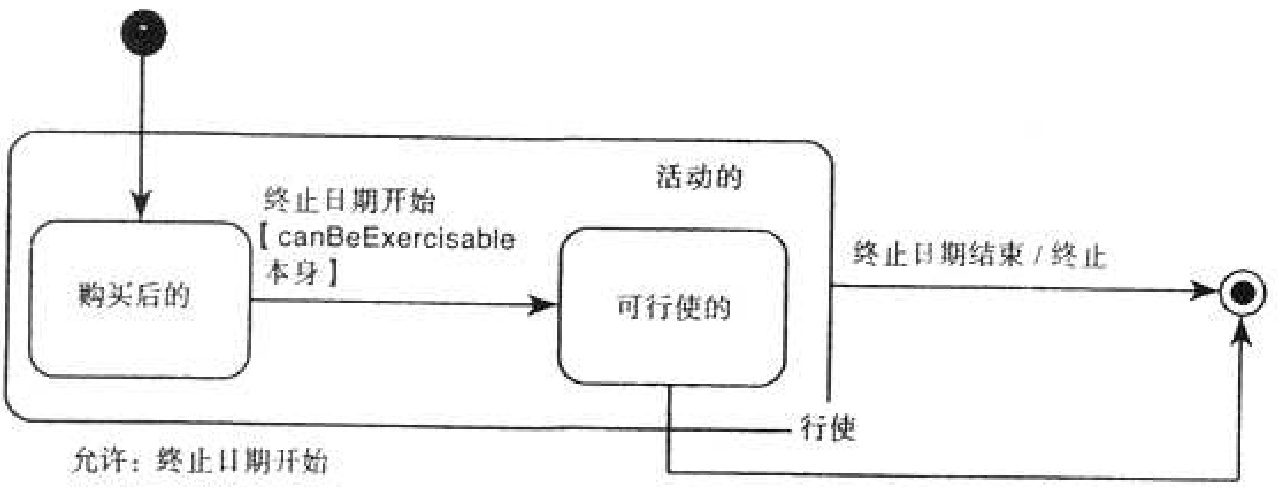 活动的
终止日期开始
【canBeExercisable
本身】
终止日期结束 / 终止
购买后的
可行使的
行使
允许：终止日期开始